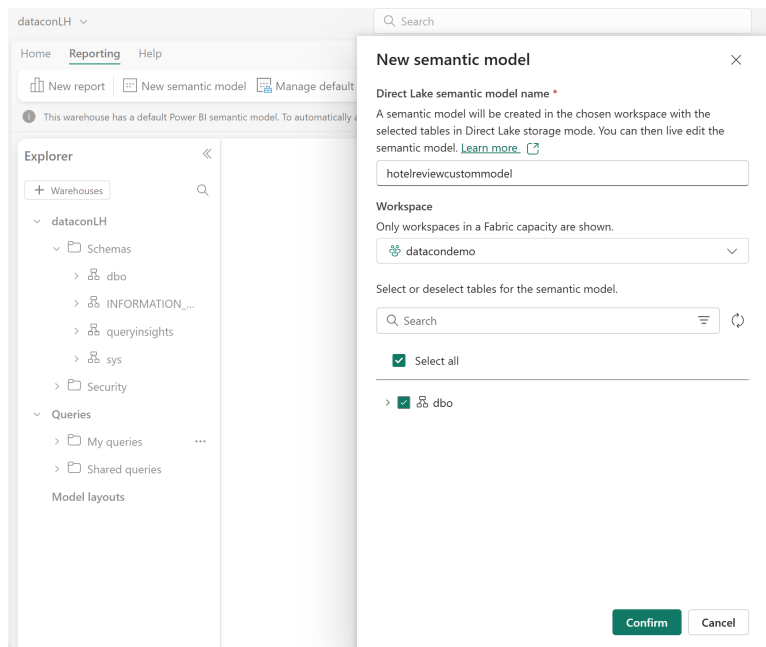 dataconLH
Search
Home Reporting Help
New report New semantic model Manage default
This warehouse has a default Power BI semantic model. To automatically
Explorer
+ Warehouses
dataconLH
Schemas
dbo
INFORMATION_...
queryinsights
sys
Security
Queries
My queries ...
Shared queries
Model layouts
New semantic model
Direct Lake semantic model name *
A semantic model will be created in the chosen workspace with the
selected tables in Direct Lake storage mode. You can then live edit the
semantic model. Learn more
hotelreviewcustommodel
Workspace
Only workspaces in a Fabric capacity are shown.
datacondemo
Select or deselect tables for the semantic model.
Search
Select all
dbo
Confirm Cancel